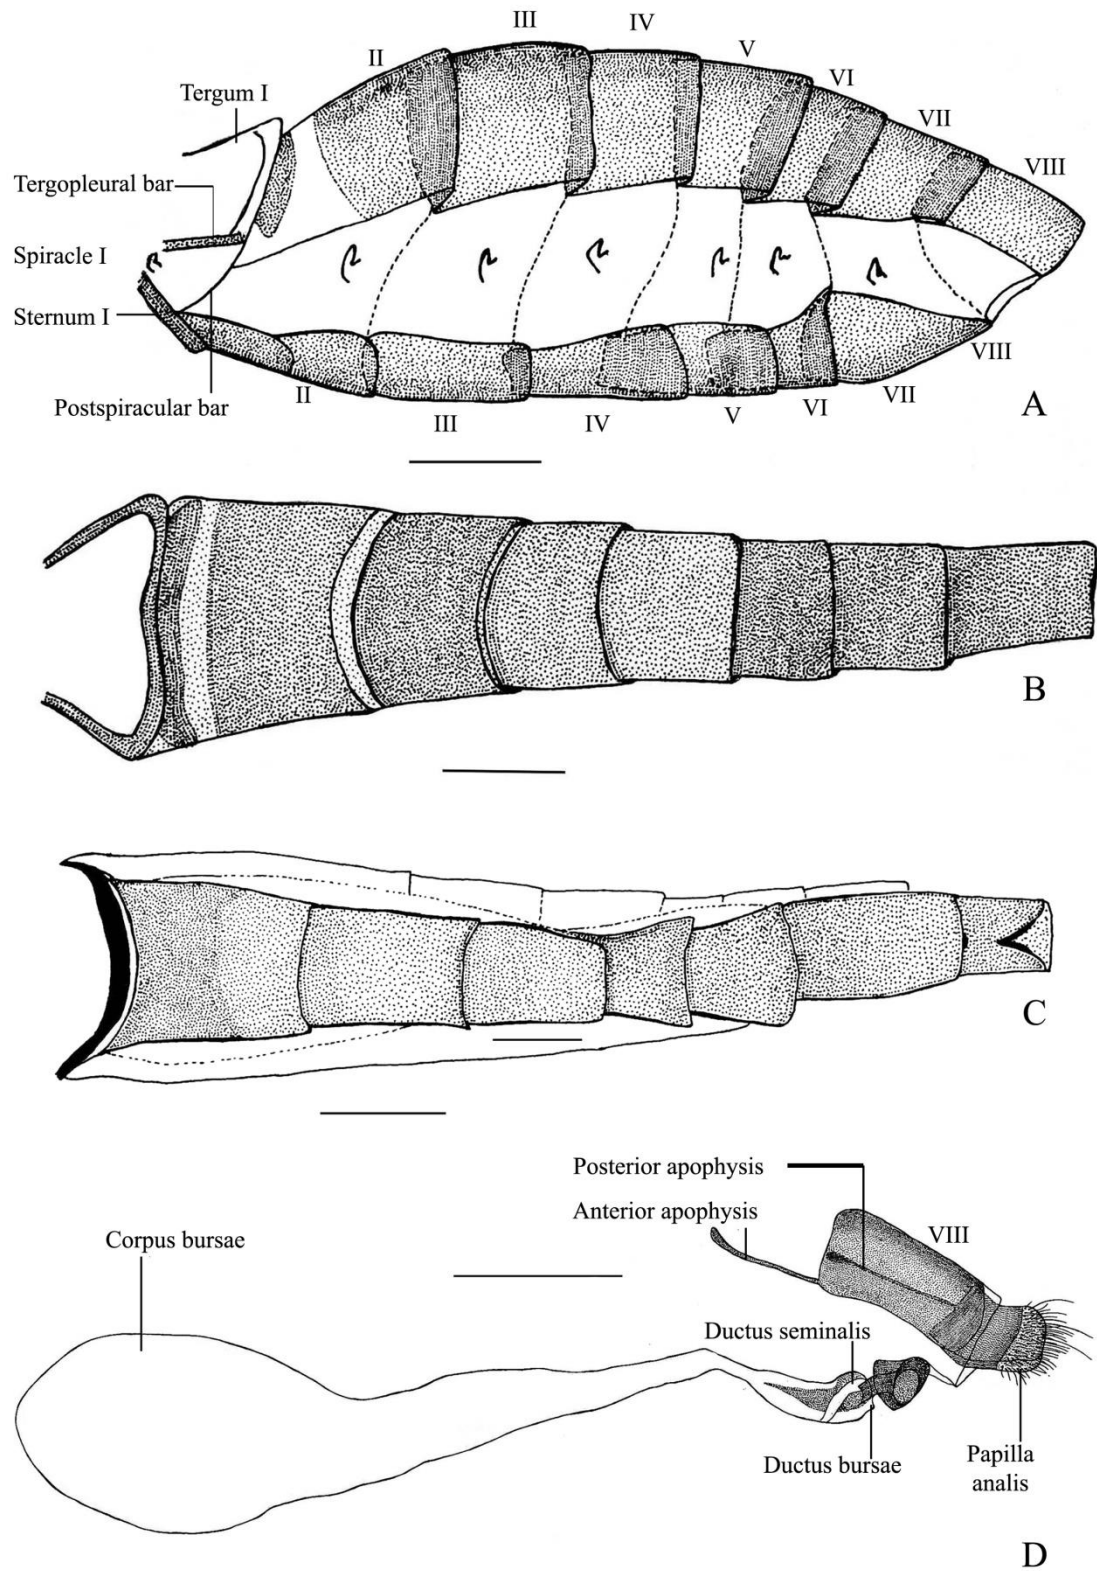 III
IV
II
V
VI
VII
VIII
Tergum I
Tergopleural bar
Spiracle I
Sternum I
Postspiracular bar
II
III
IV
V
VI
VII
VIII
A
B
C
Posterior apophysis
Anterior apophysis
VIII
Corpus bursae
Ductus seminalis
Ductus bursae
Papilla
analis
D